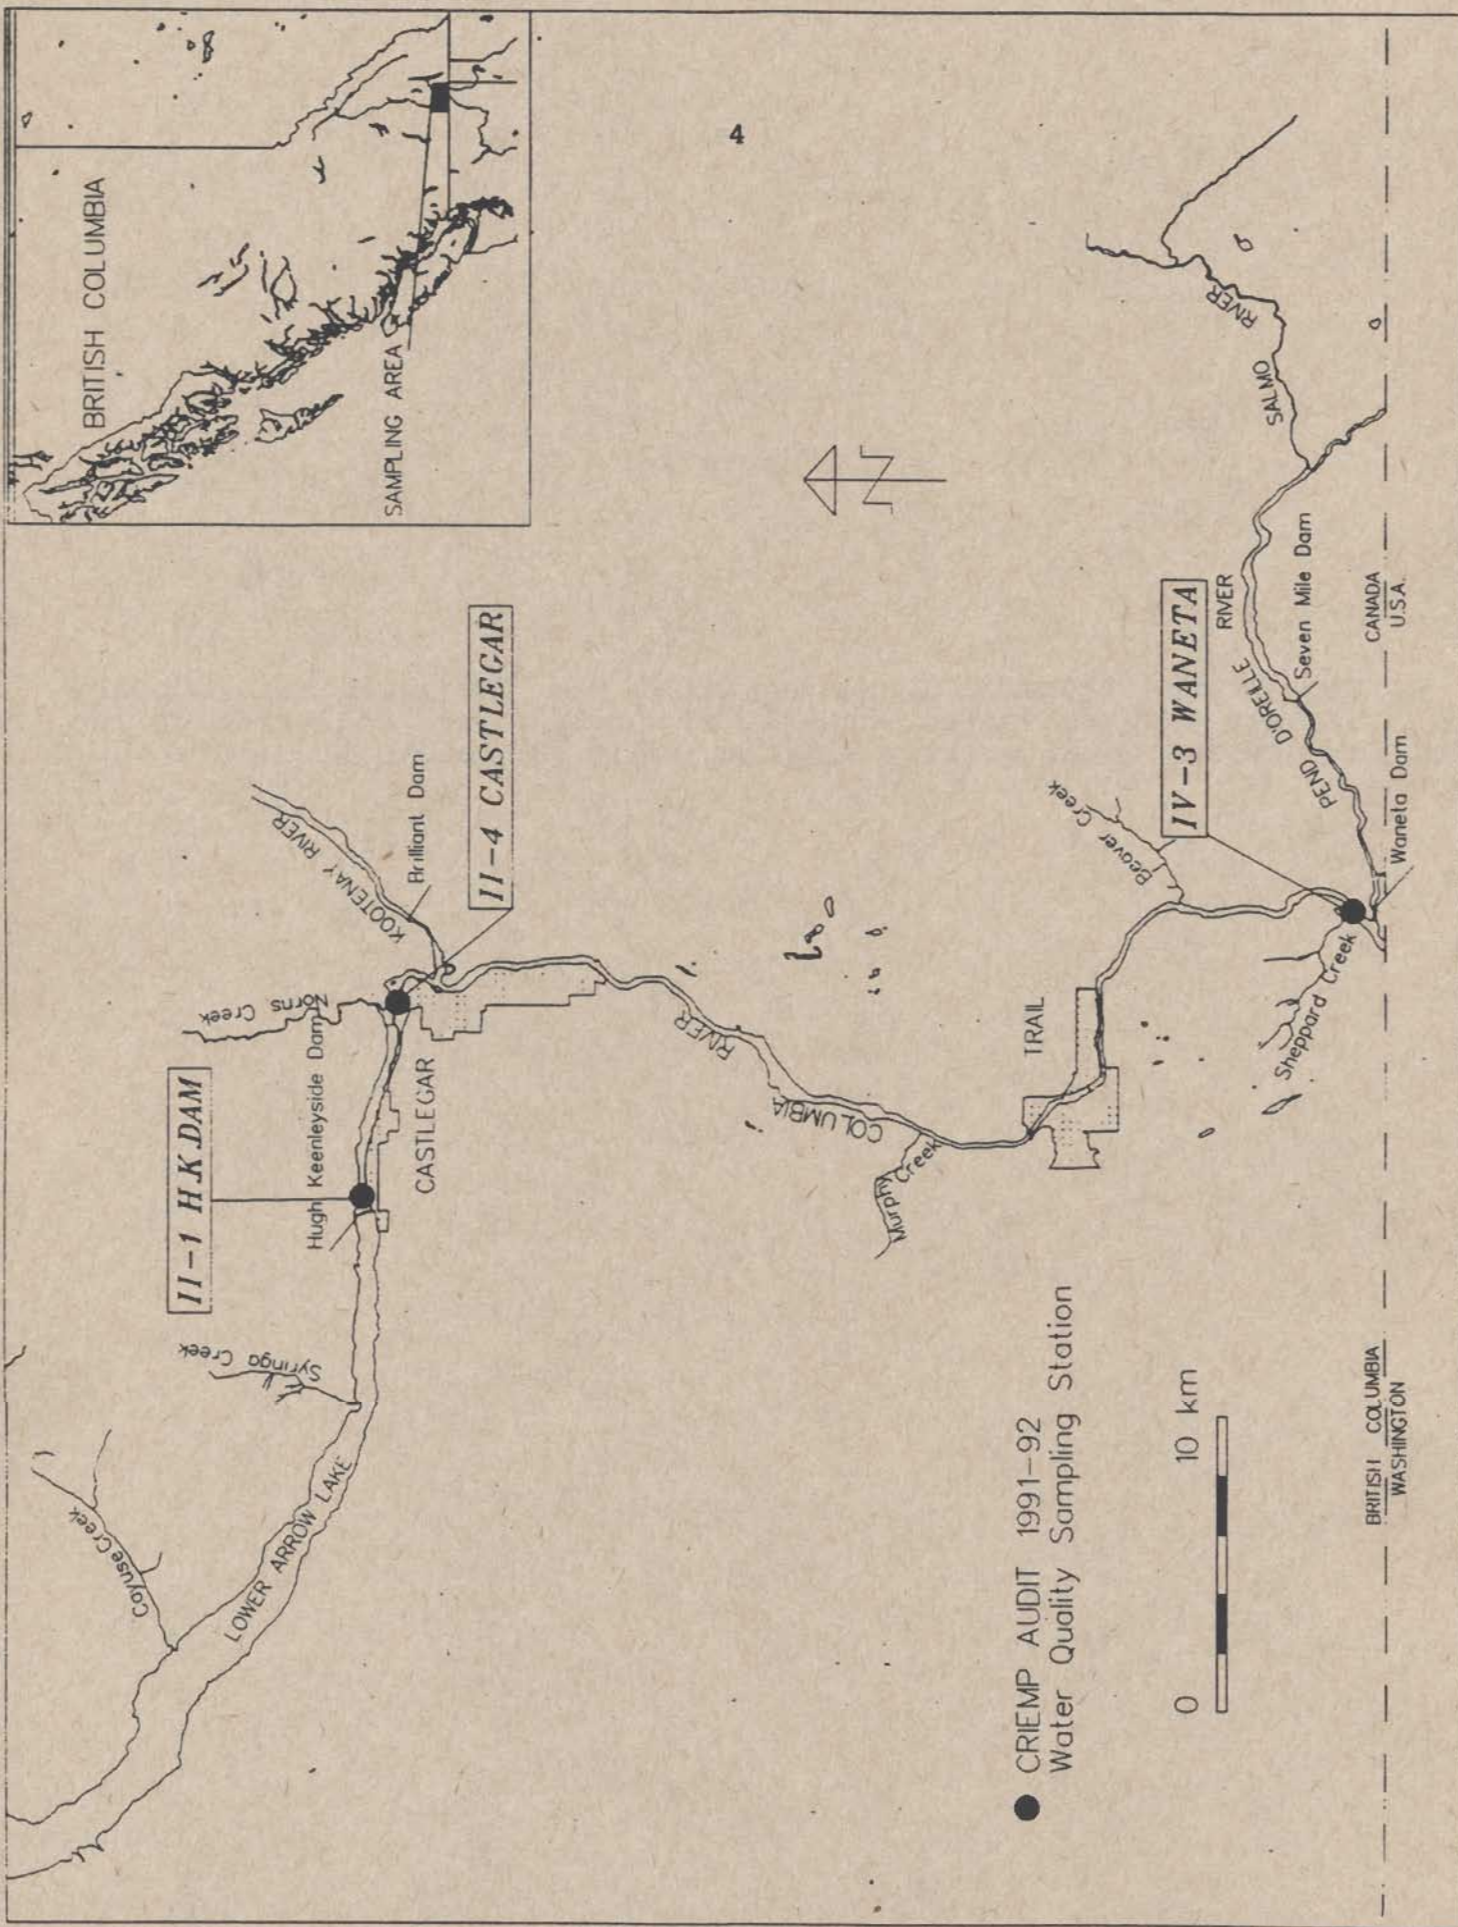 4
BRITISH COLUMBIA
SAMPLING AREA
II-1 H.K.DAM
Hugh Keenleyside Dam
Norns Creek
CASTLEGAR
KOOTENAY RIVER
Brilliant Dam
II-4 CASTLEGAR
Syringa Creek
Cayuse Creek
LOWER ARROW LAKE
COLUMBIA
RIVER
Murphy Creek
TRAIL
Beaver Creek
IV-3 WANETA
Sheppard Creek
Waneta Dam
PEND D'OREILLE
RIVER
Seven Mile Dam
SALMO
RIVER
CANADA
U.S.A.
BRITISH COLUMBIA
WASHINGTON
CRIEMP AUDIT 1991-92
Water Quality Sampling Station
0 10 km
N